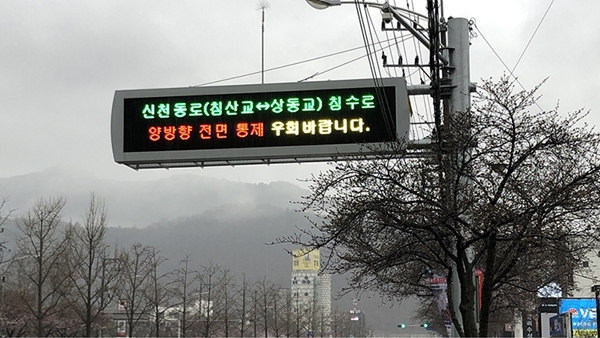 신천동로(침산교↔상동교) 침수로
양방향 전면 통제 우회바랍니다.